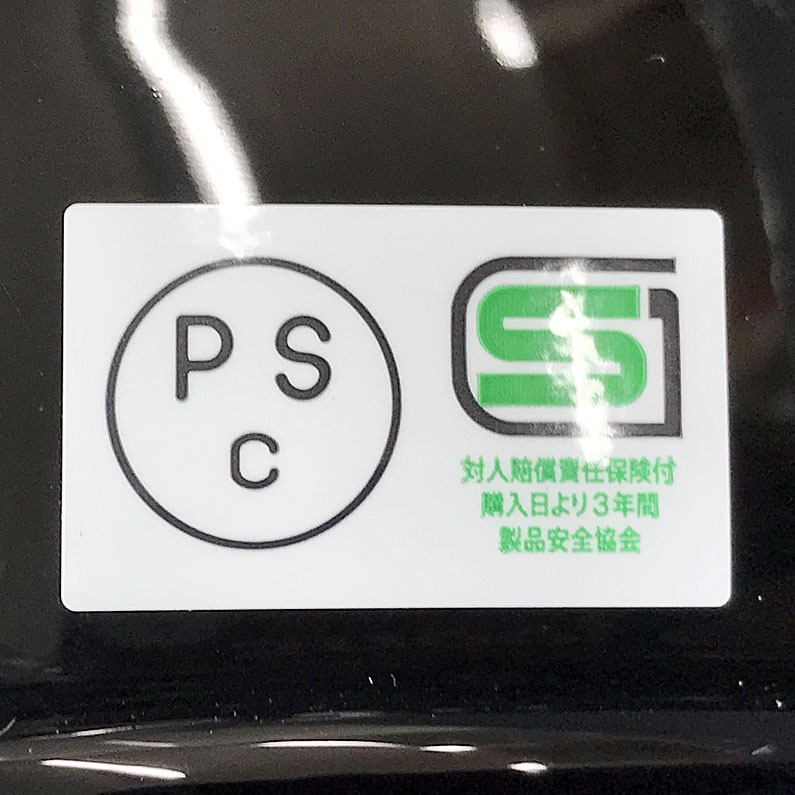 PS
C
SG
対人賠償責任保険付
購入日より3年間
製品安全協会